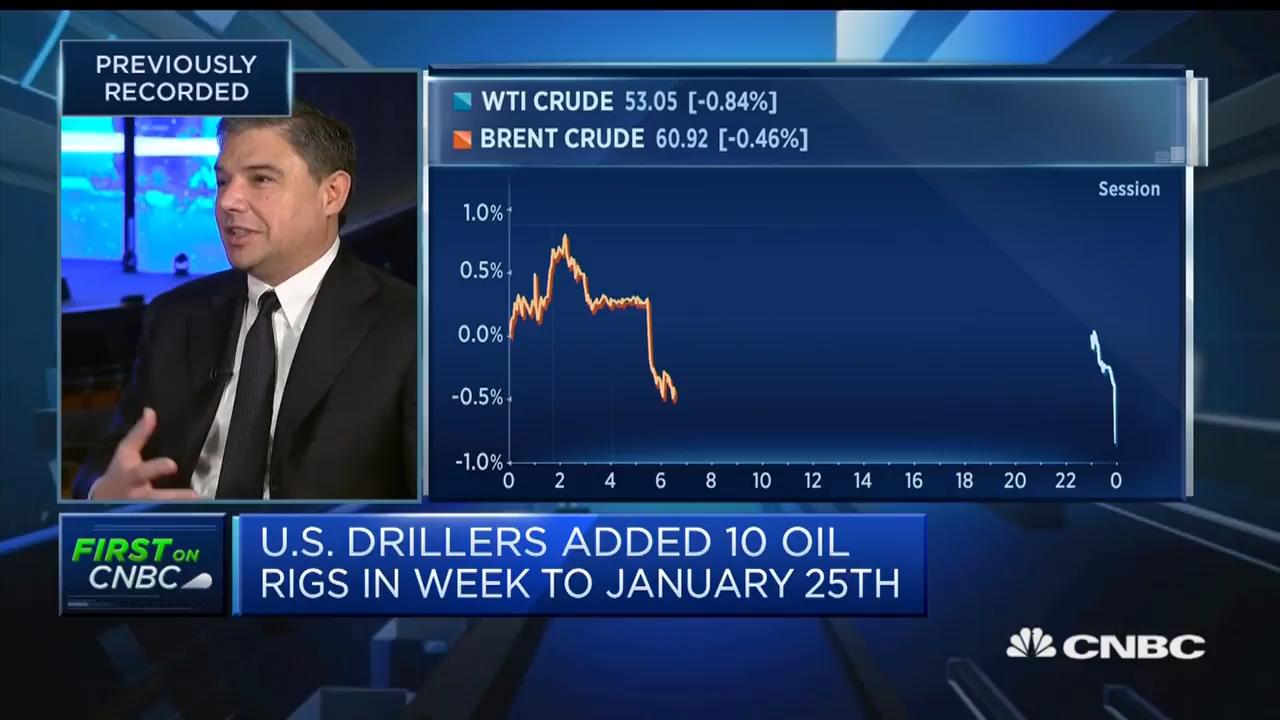 PREVIOUSLY
RECORDED
WTI CRUDE 53.05 [-0.84%]
BRENT CRUDE 60.92 [-0.46%]
Session
1.0%
0.5%
0.0%
-0.5%
-1.0%
0 2 4 6 8 10 12 14 16 18 20 22 0
FIRST ON
CNBC
U.S. DRILLERS ADDED 10 OIL
RIGS IN WEEK TO JANUARY 25TH
CNBC